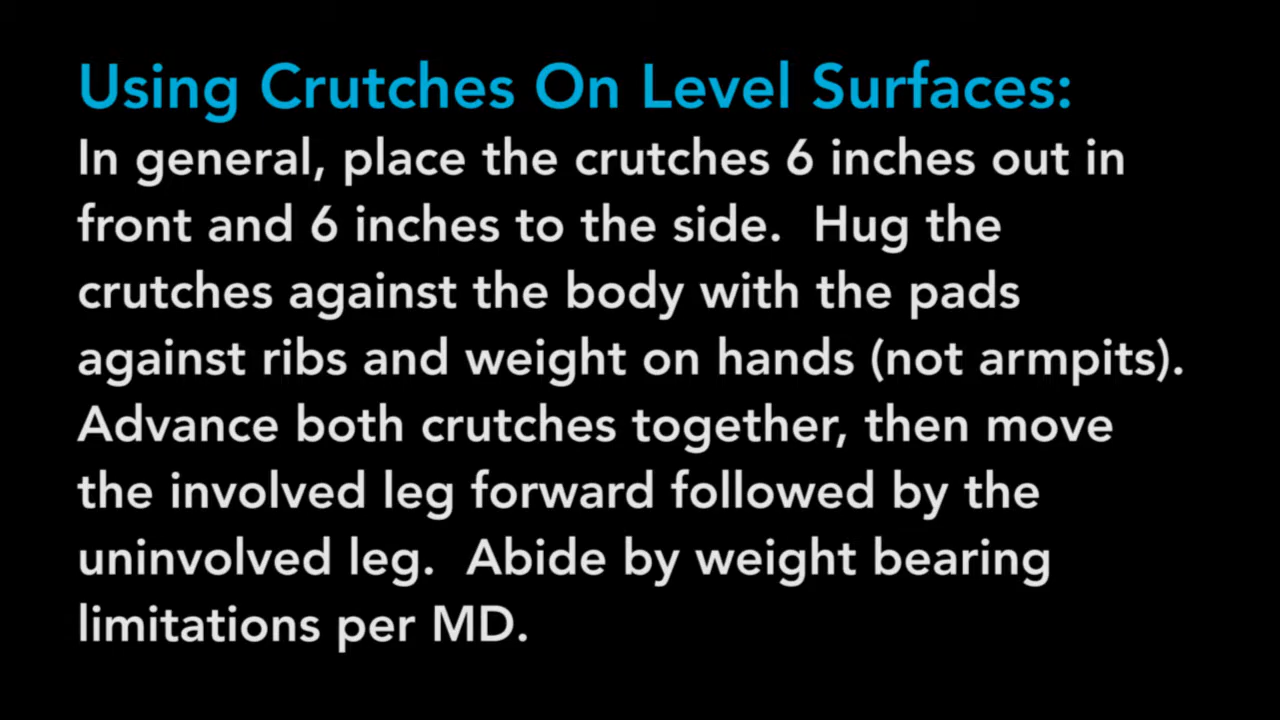 Using Crutches On Level Surfaces:
In general, place the crutches 6 inches out in
front and 6 inches to the side.  Hug the
crutches against the body with the pads
against ribs and weight on hands (not armpits).
Advance both crutches together, then move
the involved leg forward followed by the
uninvolved leg.  Abide by weight bearing
limitations per MD.